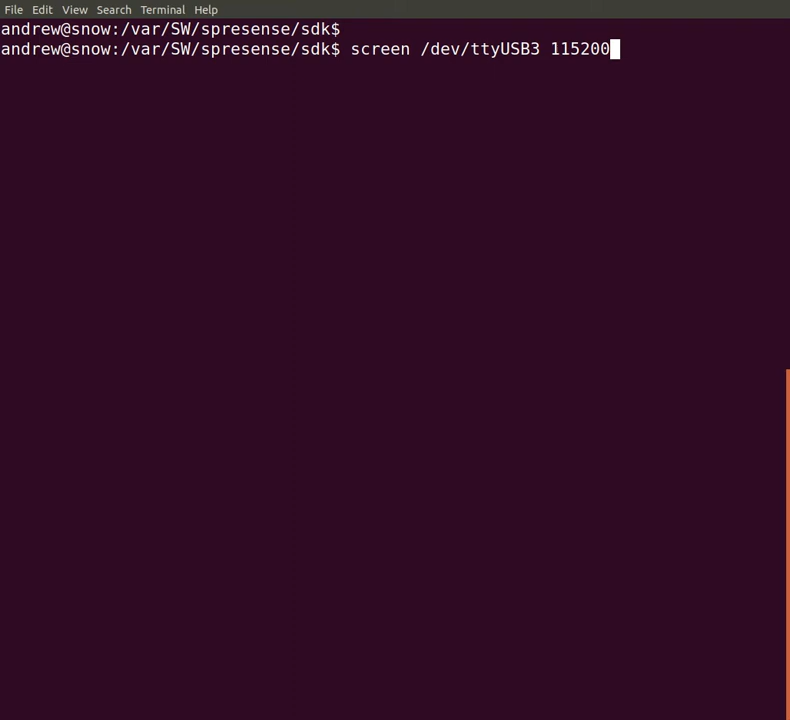 File Edit View Search Terminal Help
andrew@snow:/var/SW/spresense/sdk$
andrew@snow:/var/SW/spresense/sdk$ screen /dev/ttyUSB3 115200